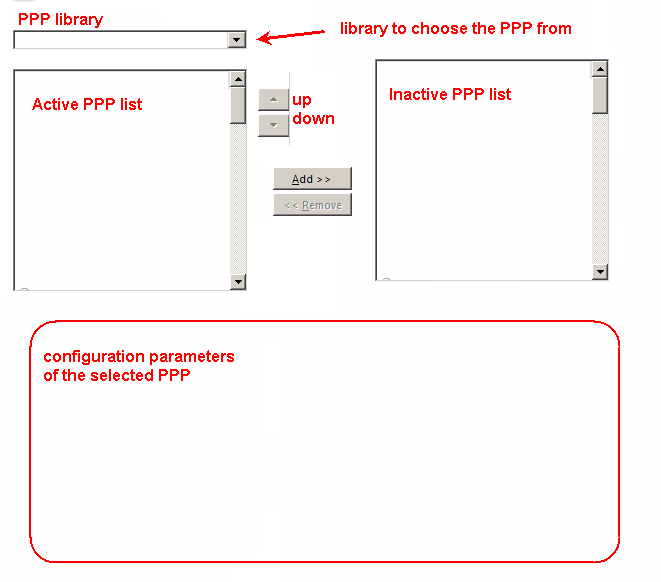 PPP library
library to choose the PPP from
Active PPP list
up
down
Inactive PPP list
Add >>
<< Remove
configuration parameters
of the selected PPP